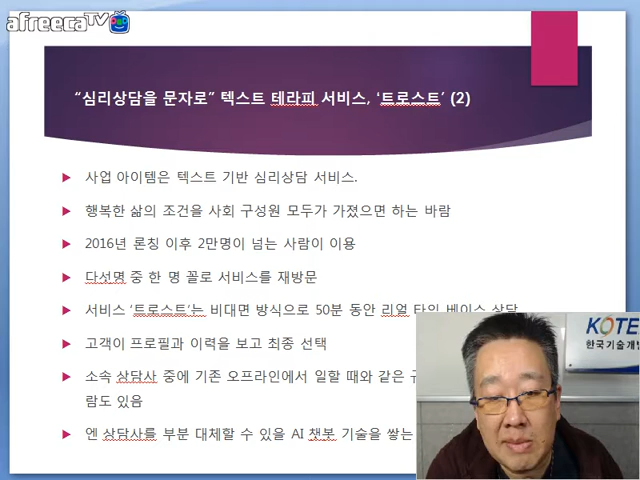 afreecaTV
“심리상담을 문자로” 텍스트 테라피 서비스, ‘트로스트’ (2)
사업 아이템은 텍스트 기반 심리상담 서비스.
행복한 삶의 조건을 사회 구성원 모두가 가졌으면 하는 바람
2016년 론칭 이후 2만명이 넘는 사람이 이용
다섯명 중 한 명 꼴로 서비스를 재방문
서비스 ‘트로스트’는 비대면 방식으로 50분 동안 리얼 타임 베이스 상담
고객이 프로필과 이력을 보고 최종 선택
소속 상담사 중에 기존 오프라인에서 일할 때와 같은
람도 있음
엔 상담사를 부분 대체할 수 있을 AI 챗봇 기술을 쌓는
KOTE
한국기술개발